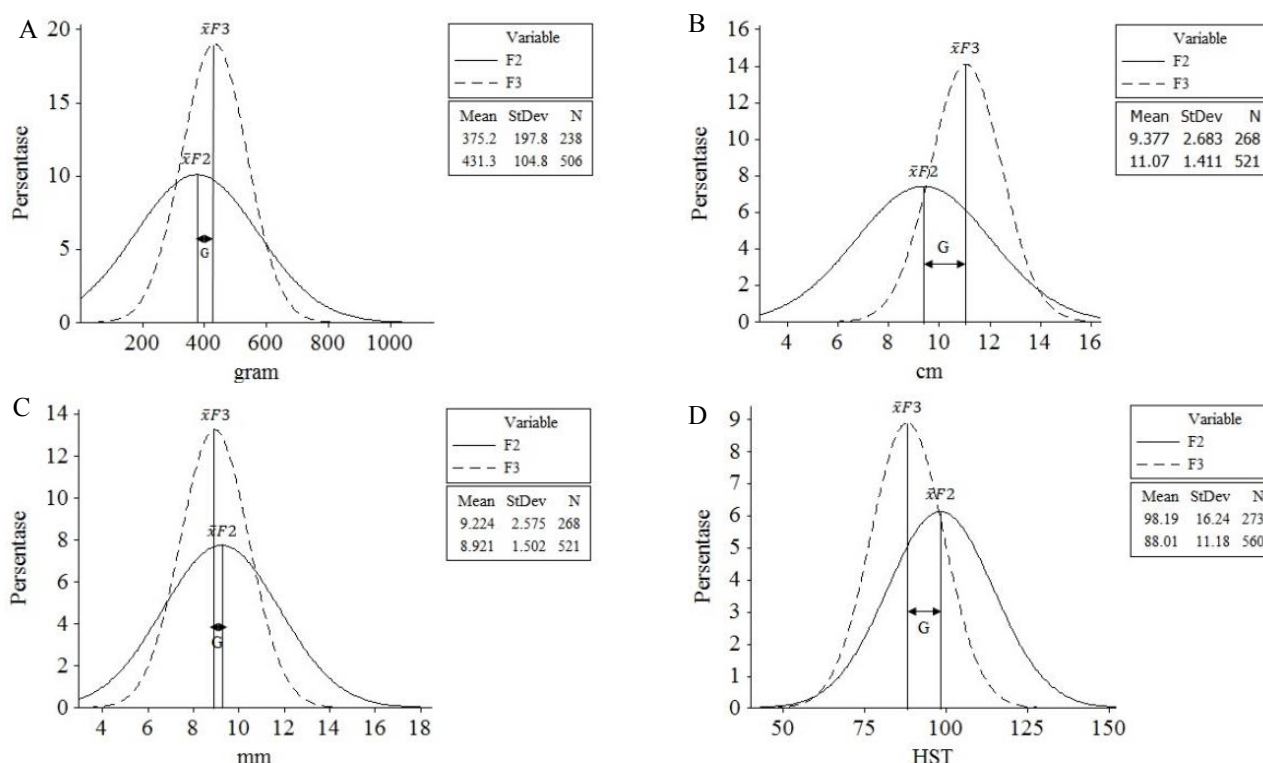 A
20
15
10
5
0
Persentase
x̄F3
x̄F2
G
200 400 600 800 1000
gram
Variable
F2
F3
Mean StDev N
375.2 197.8 238
431.3 104.8 506
B
16
14
12
10
8
6
4
2
0
Persentase
x̄F3
x̄F2
G
4 6 8 10 12 14 16
cm
Variable
F2
F3
Mean StDev N
9.377 2.683 268
11.07 1.411 521
C
14
12
10
8
6
4
2
0
Persentase
x̄F3
x̄F2
G
4 6 8 10 12 14 16 18
mm
Variable
F2
F3
Mean StDev N
9.224 2.575 268
8.921 1.502 521
D
9
8
7
6
5
4
3
2
1
0
Persentase
x̄F3
x̄F2
G
50 75 100 125 150
HST
Variable
F2
F3
Mean StDev N
98.19 16.24 273
88.01 11.18 560